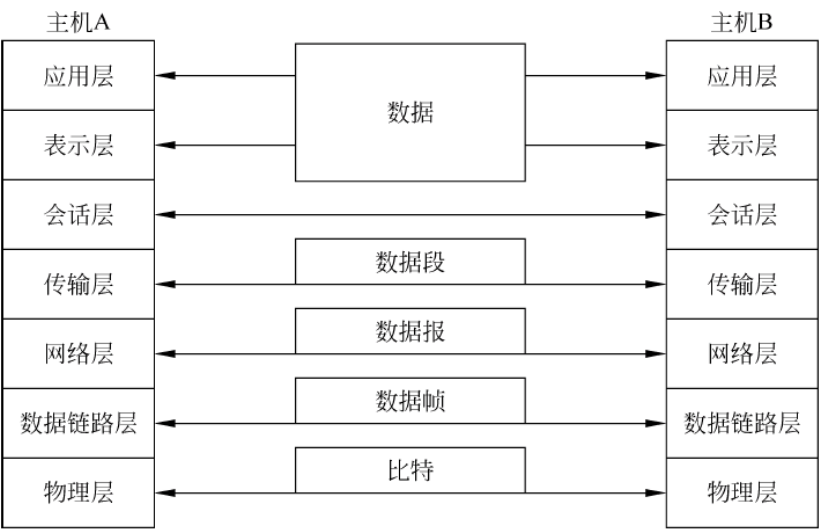 主机A
主机B
应用层
数据
应用层
表示层
表示层
会话层
会话层
传输层
数据段
传输层
网络层
数据报
网络层
数据链路层
数据帧
数据链路层
物理层
比特
物理层